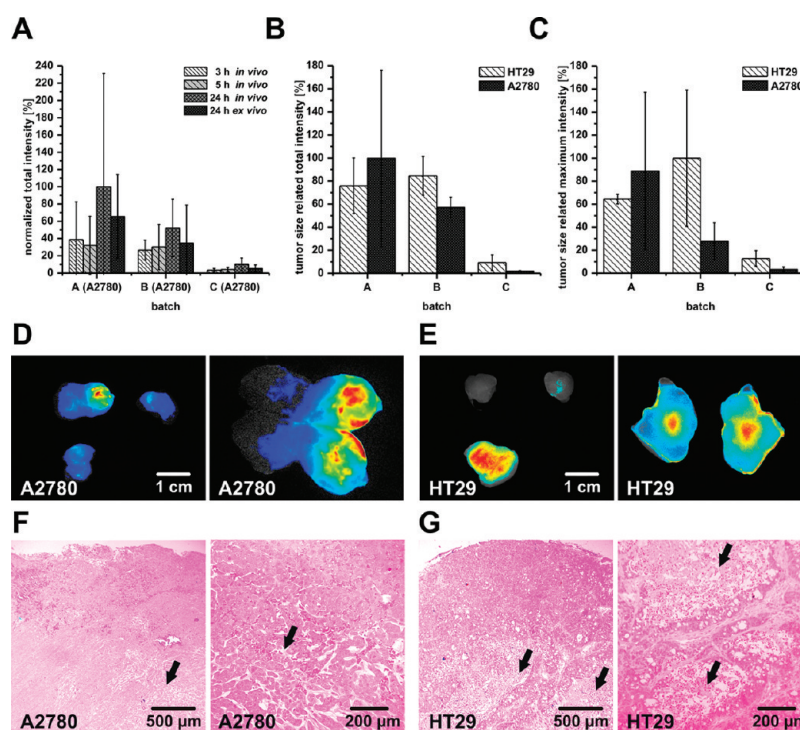 A
normalized total intensity [%]
240
220
200
180
160
140
120
100
80
60
40
20
0
3 h in vivo
5 h in vivo
24 h in vivo
24 h ex vivo
A (A2780) B (A2780) C (A2780)
batch
B
tumor size related total intensity [%]
180
160
140
120
100
80
60
40
20
0
HT29
A2780
A B C
batch
C
tumor size related maximum intensity [%]
180
160
140
120
100
80
60
40
20
0
HT29
A2780
A B C
batch
D
1 cm
A2780
A2780
E
1 cm
HT29
HT29
F
A2780
500 µm
A2780
200 µm
G
HT29
500 µm
HT29
200 µm